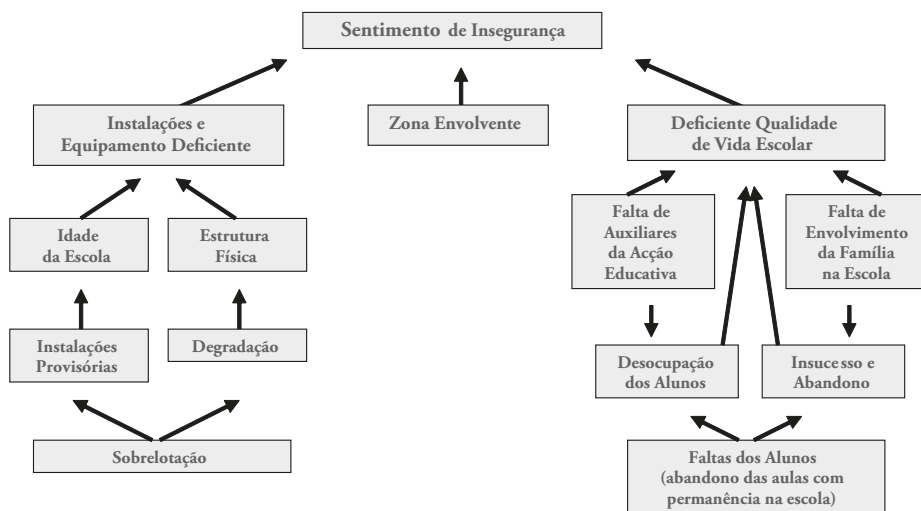 Sentimento de Insegurança
Instalações e
Equipamento Deficiente
Zona Envolvente
Deficiente Qualidade
de Vida Escolar
Idade
da Escola
Estrutura
Física
Falta de
Auxiliares
da Acção
Educativa
Falta de
Envolvimento
da Família
na Escola
Instalações
Provisórias
Degradação
Desocupação
dos Alunos
Insucesso e
Abandono
Sobrelotação
Faltas dos Alunos
(abandono das aulas com
permanência na escola)